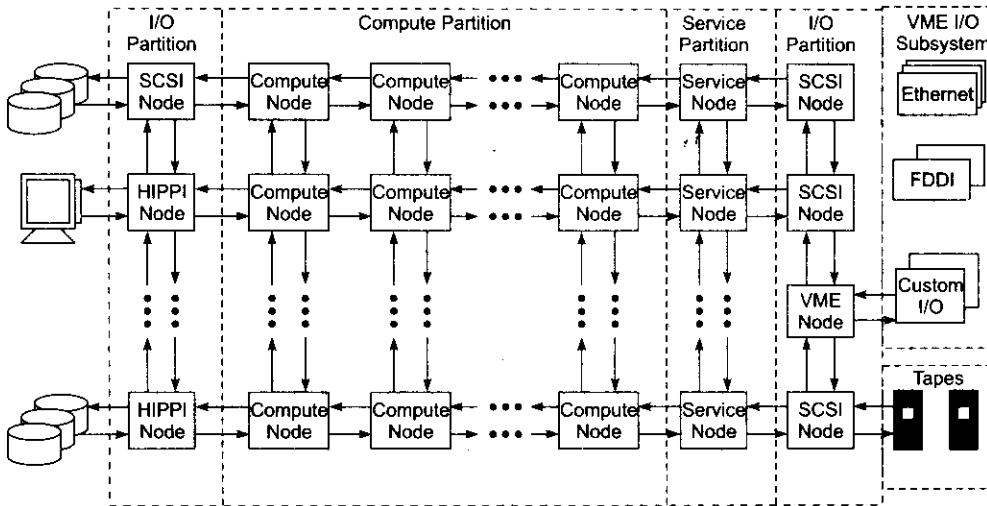 I/O Partition
Compute Partition
Service Partition
I/O Partition
VME I/O Subsystem
SCSI Node
Compute Node
Compute Node
Compute Node
Service Node
SCSI Node
Ethernet
HIPPI Node
Compute Node
Compute Node
Compute Node
Service Node
SCSI Node
FDDI
VME Node
Custom I/O
Tapes
HIPPI Node
Compute Node
Compute Node
Compute Node
Service Node
SCSI Node